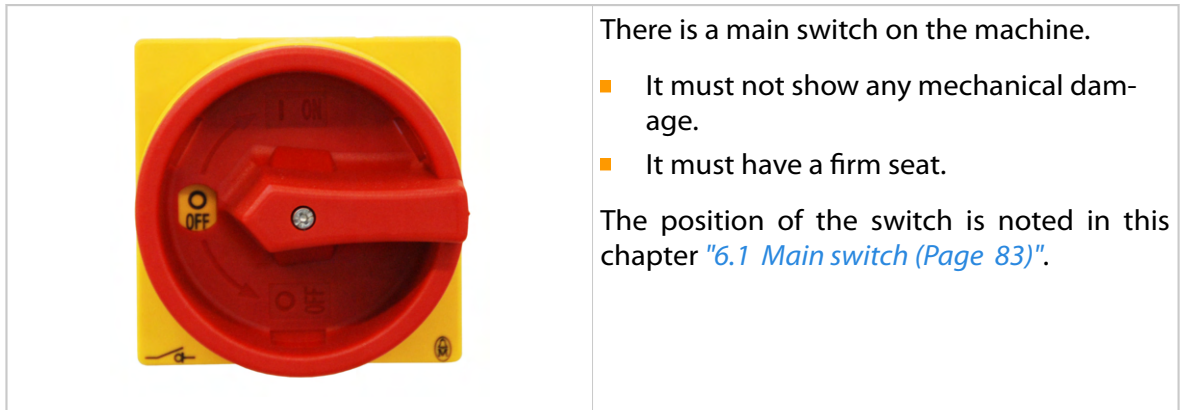 I ON
O
OFF
O OFF
There is a main switch on the machine.
It must not show any mechanical dam-
age.
It must have a firm seat.
The position of the switch is noted in this
chapter "6.1 Main switch (Page 83)".